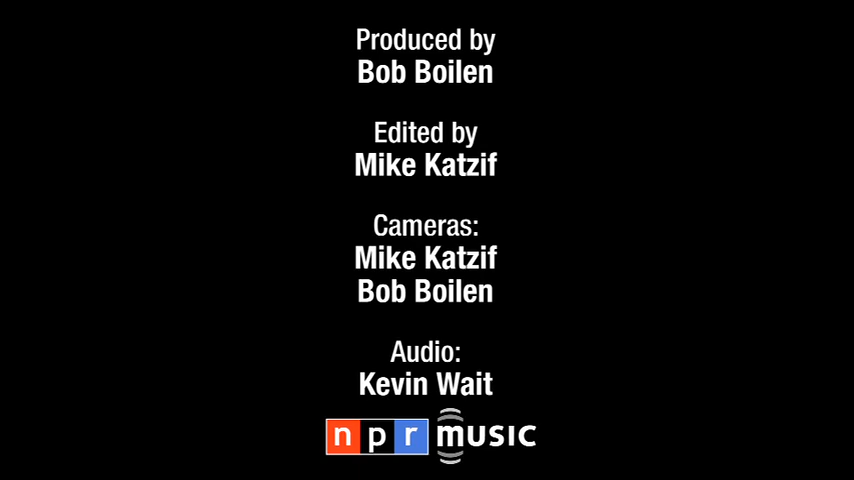 Produced by
Bob Boilen
Edited by
Mike Katzif
Cameras:
Mike Katzif
Bob Boilen
Audio:
Kevin Wait
npr music